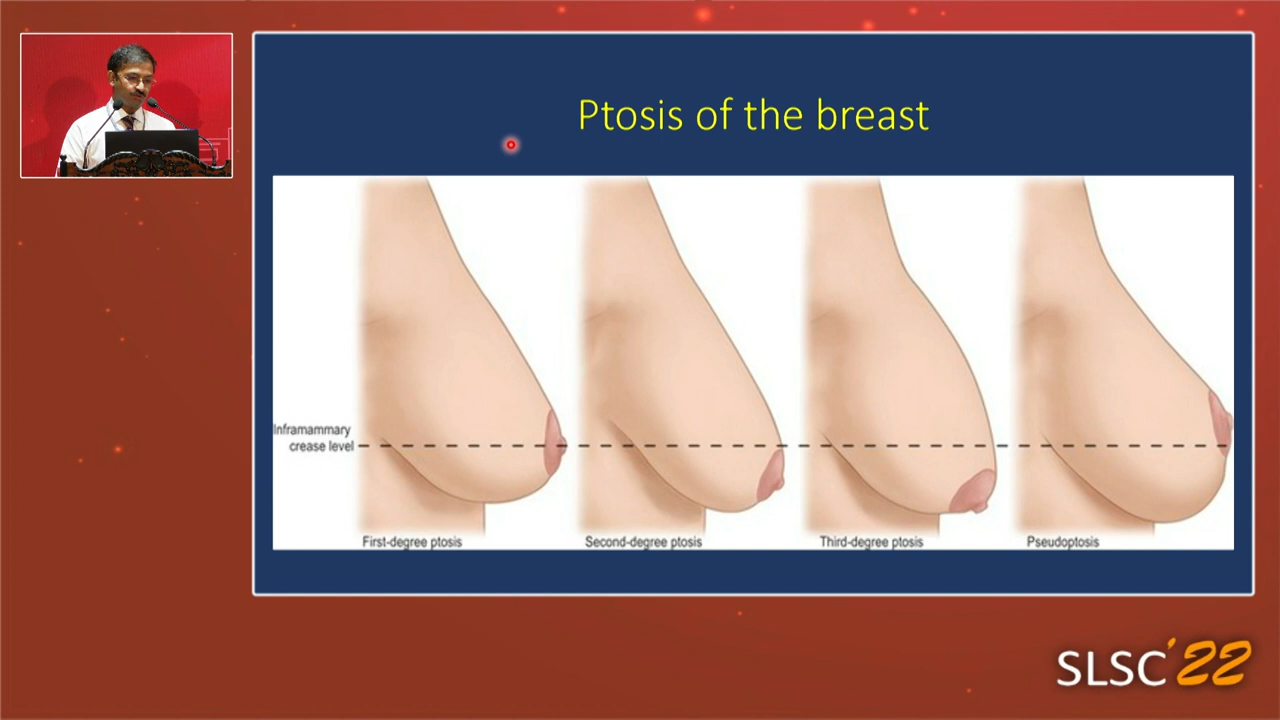 Ptosis of the breast
Inframammary
crease level
First-degree ptosis
Second-degree ptosis
Third-degree ptosis
Pseudoptosis
SLSC'22